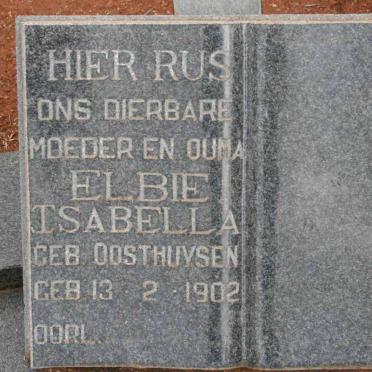 HIER RUS
ONS DIERBARE
MOEDER EN OUMA
ELBIE
ISABELLA
GEB. OOSTHUYSEN
GEB 13 - 2 - 1902
OORL.